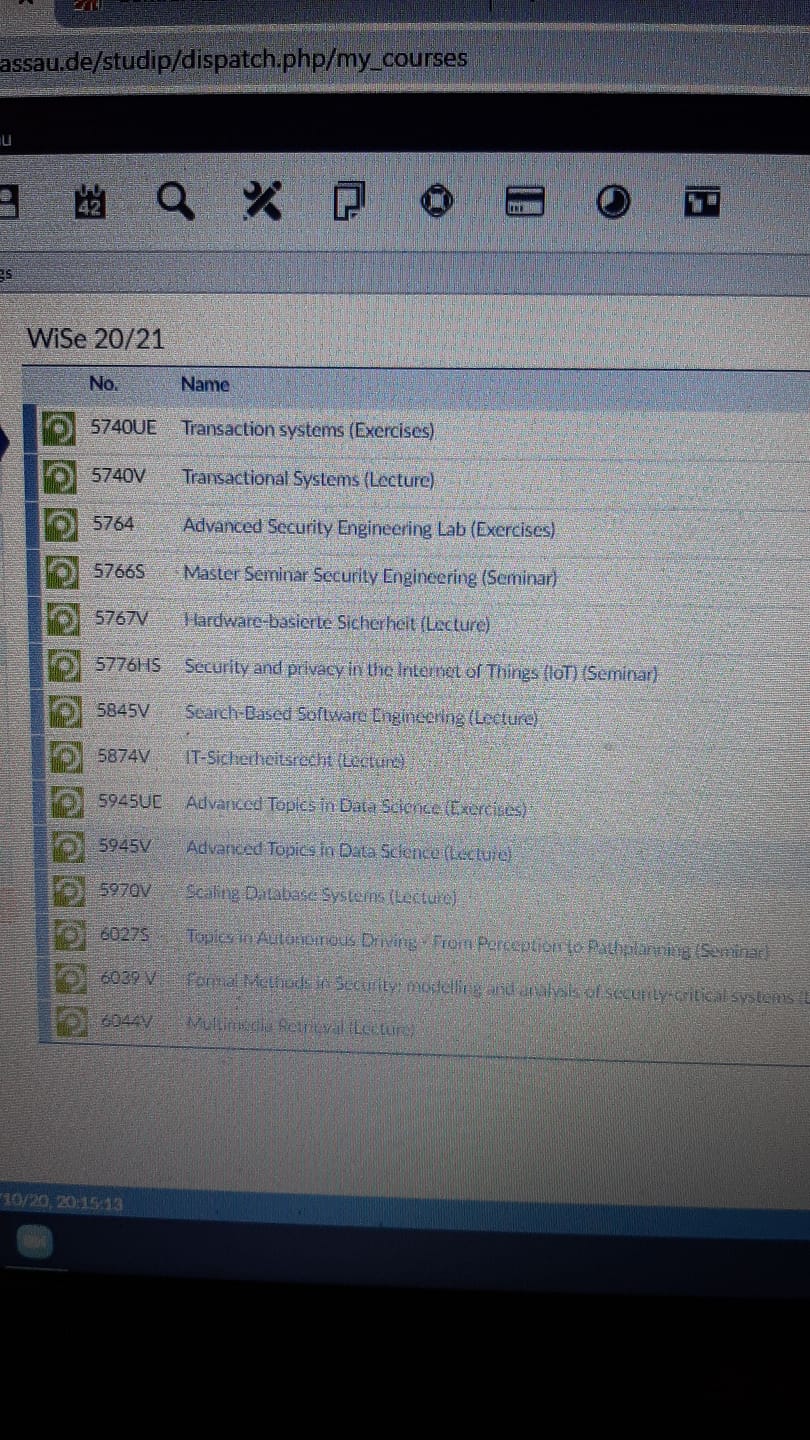 assau.de/studip/dispatch.php/my_courses
au
42
gs
WiSe 20/21
No. Name
5740UE Transaction systems (Exercises)
5740V Transactional Systems (Lecture)
5764 Advanced Security Engineering Lab (Exercises)
5766S Master Seminar Security Engineering (Seminar)
5767V Hardware-basierte Sicherheit (Lecture)
5776HS Security and privacy in the Internet of Things (IoT) (Seminar)
5845V Search-Based Software Engineering (Lecture)
5874V IT-Sicherheitsrecht (Lecture)
5945UE Advanced Topics in Data Science (Exercises)
5945V Advanced Topics in Data Science (Lecture)
5970V Scaling Database Systems (Lecture)
6027S Topics in Autonomous Driving - From Perception to Pathplanning (Seminar)
6039 V Formal Methods in Security: modelling and analysis of security-critical systems
6044V Multimedia Retrieval (Lecture)
/10/20, 20:15:13